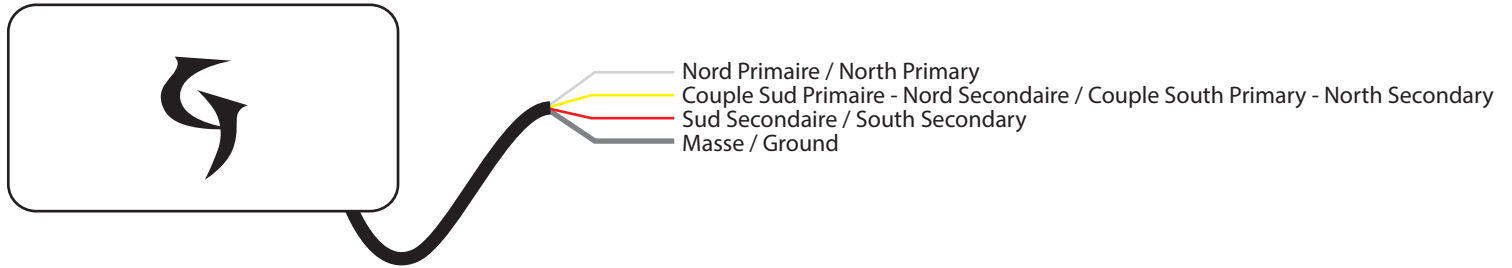 Nord Primaire / North Primary
Couple Sud Primaire - Nord Secondaire / Couple South Primary - North Secondary
Sud Secondaire / South Secondary
Masse / Ground